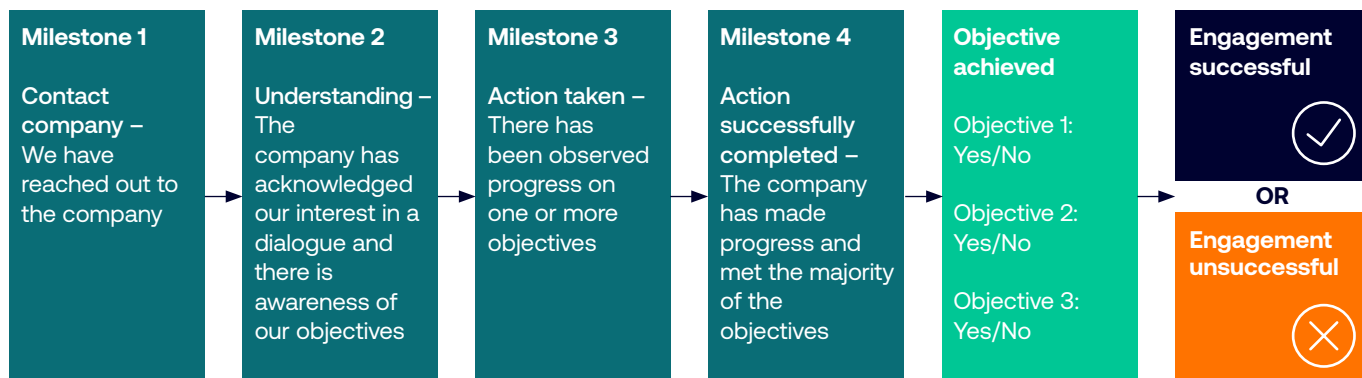 Milestone 1
Contact
company –
We have
reached out to
the company
Milestone 2
Understanding –
The
company has
acknowledged
our interest in a
dialogue and
there is
awareness of
our objectives
Milestone 3
Action taken –
There has
been observed
progress on
one or more
objectives
Milestone 4
Action
successfully
completed –
The company
has made
progress and
met the majority
of the
objectives
Objective
achieved
Objective 1:
Yes/No
Objective 2:
Yes/No
Objective 3:
Yes/No
Engagement
successful
OR
Engagement
unsuccessful